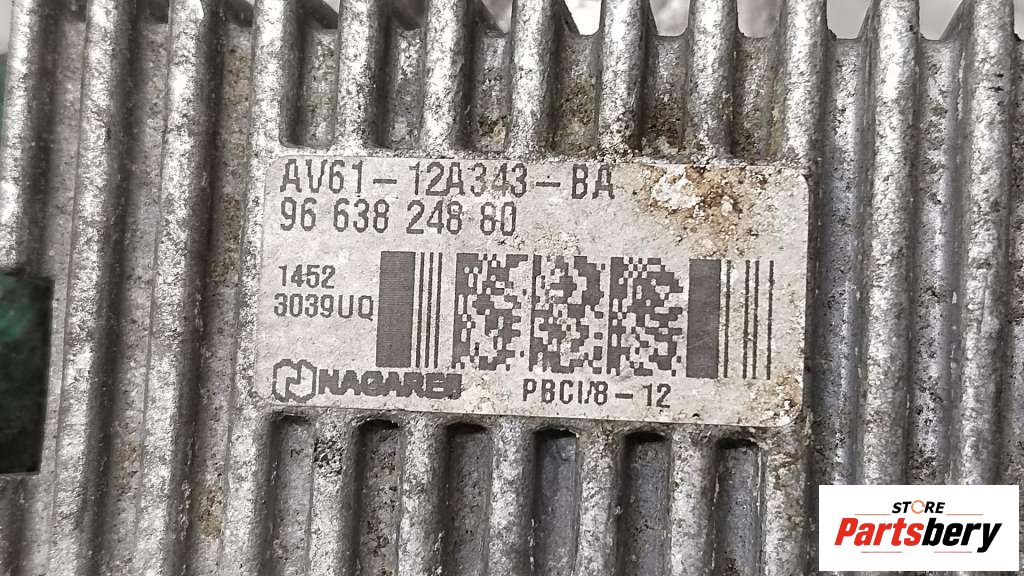 AV61-12A343-BA
96 638 248 80
1452
3039UQ
NAGARES
PBCI/8-12
STORE
Partsbery